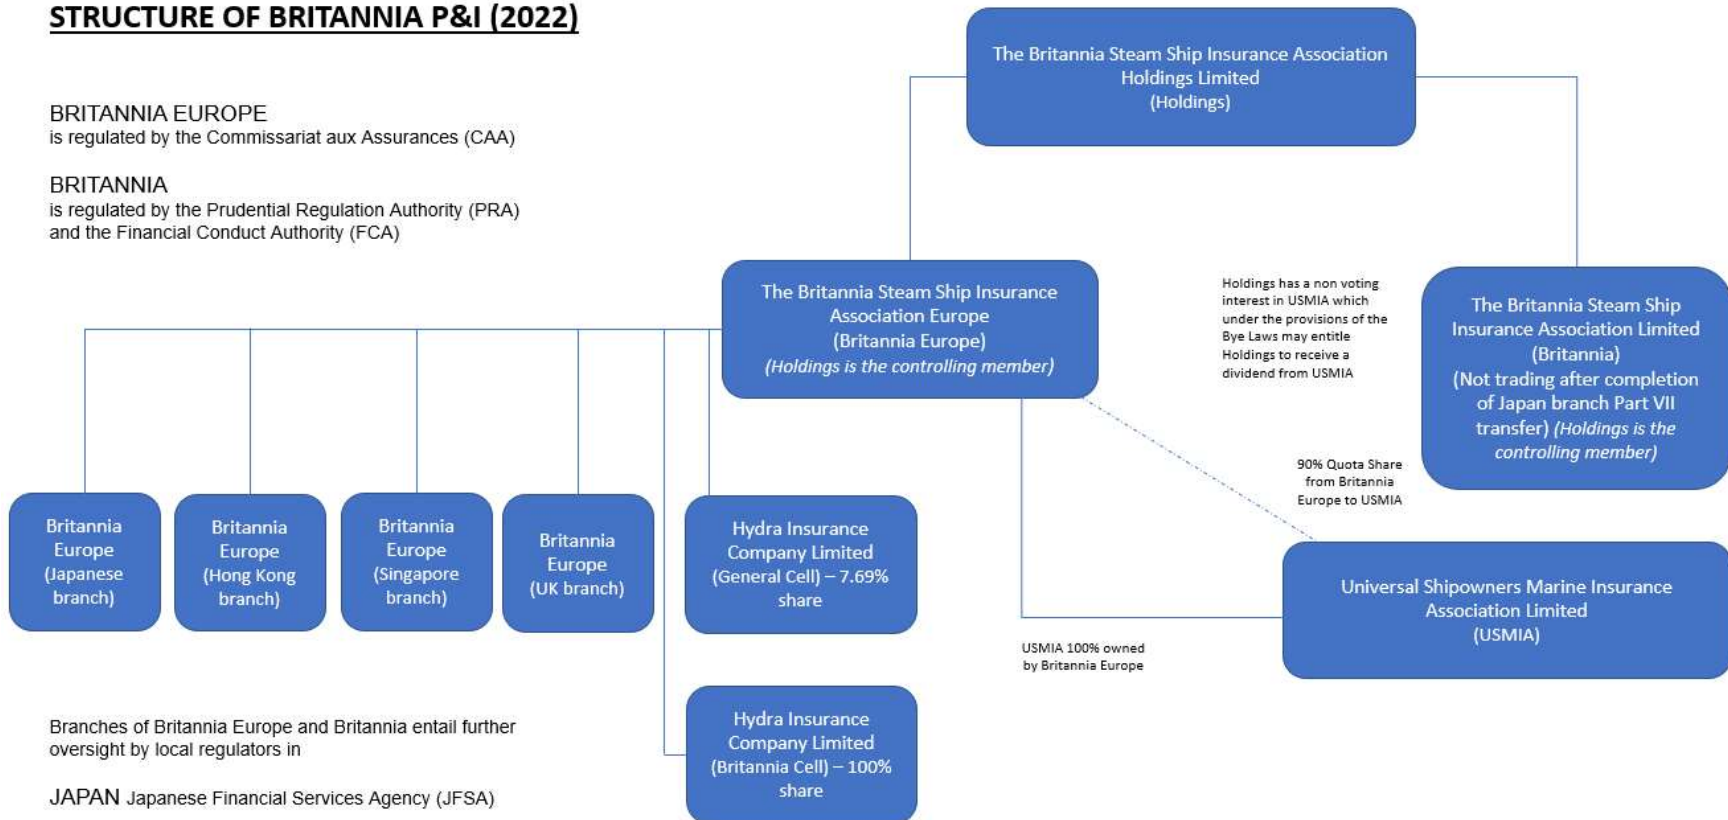 STRUCTURE OF BRITANNIA P&I (2022)
The Britannia Steam Ship Insurance Association
Holdings Limited
(Holdings)
BRITANNIA EUROPE
is regulated by the Commissariat aux Assurances (CAA)
BRITANNIA
is regulated by the Prudential Regulation Authority (PRA)
and the Financial Conduct Authority (FCA)
The Britannia Steam Ship Insurance
Association Europe
(Britannia Europe)
(Holdings is the controlling member)
Holdings has a non voting
interest in USMIA which
under the provisions of the
Bye Laws may entitle
Holdings to receive a
dividend from USMIA
The Britannia Steam Ship
Insurance Association Limited
(Britannia)
(Not trading after completion
of Japan branch Part VII
transfer) (Holdings is the
controlling member)
90% Quota Share
from Britannia
Europe to USMIA
Britannia
Europe
(Japanese
branch)
Britannia
Europe
(Hong Kong
branch)
Britannia
Europe
(Singapore
branch)
Britannia
Europe
(UK branch)
Hydra Insurance
Company Limited
(General Cell) – 7.69%
share
Universal Shipowners Marine Insurance
Association Limited
(USMIA)
USMIA 100% owned
by Britannia Europe
Hydra Insurance
Company Limited
(Britannia Cell) – 100%
share
Branches of Britannia Europe and Britannia entail further
oversight by local regulators in
JAPAN Japanese Financial Services Agency (JFSA)